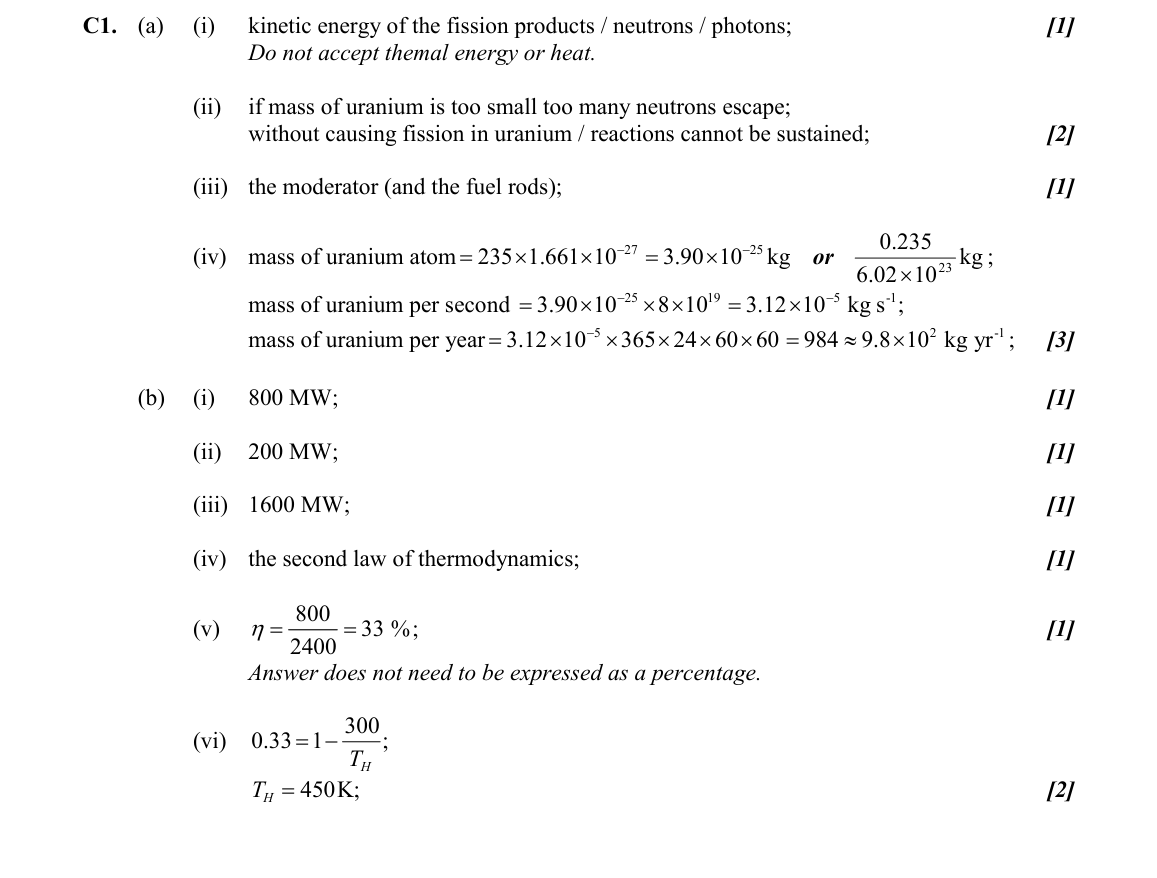 C1. (a) (i) kinetic energy of the fission products / neutrons / photons; [1]
Do not accept themal energy or heat.
(ii) if mass of uranium is too small too many neutrons escape;
without causing fission in uranium / reactions cannot be sustained; [2]
(iii) the moderator (and the fuel rods); [1]
(iv) mass of uranium atom = 235×1.661×10⁻²⁷ = 3.90×10⁻²⁵ kg or 0.235/6.02×10²³ kg;
mass of uranium per second = 3.90×10⁻²⁵ ×8×10¹⁹ = 3.12×10⁻⁵ kg s⁻¹;
mass of uranium per year = 3.12×10⁻⁵ ×365×24×60×60 = 984 ≈ 9.8×10² kg yr⁻¹; [3]
(b) (i) 800 MW; [1]
(ii) 200 MW; [1]
(iii) 1600 MW; [1]
(iv) the second law of thermodynamics; [1]
(v) η = 800/2400 = 33 %; [1]
Answer does not need to be expressed as a percentage.
(vi) 0.33 = 1 − 300/T_H;
T_H = 450K; [2]